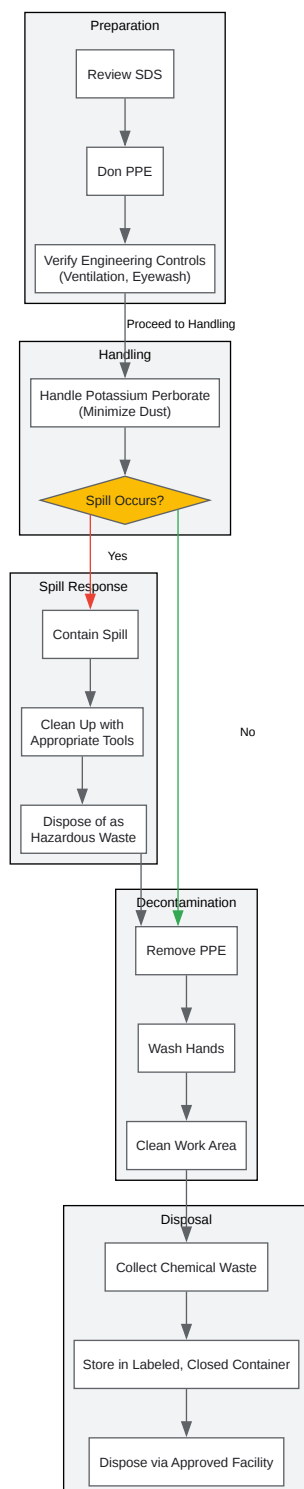 Preparation
Review SDS
Don PPE
Verify Engineering Controls
(Ventilation, Eyewash)
Proceed to Handling
Handling
Handle Potassium Perborate
(Minimize Dust)
Spill Occurs?
Yes
Spill Response
Contain Spill
Clean Up with
Appropriate Tools
No
Dispose of as
Hazardous Waste
Decontamination
Remove PPE
Wash Hands
Clean Work Area
Disposal
Collect Chemical Waste
Store in Labeled, Closed Container
Dispose via Approved Facility